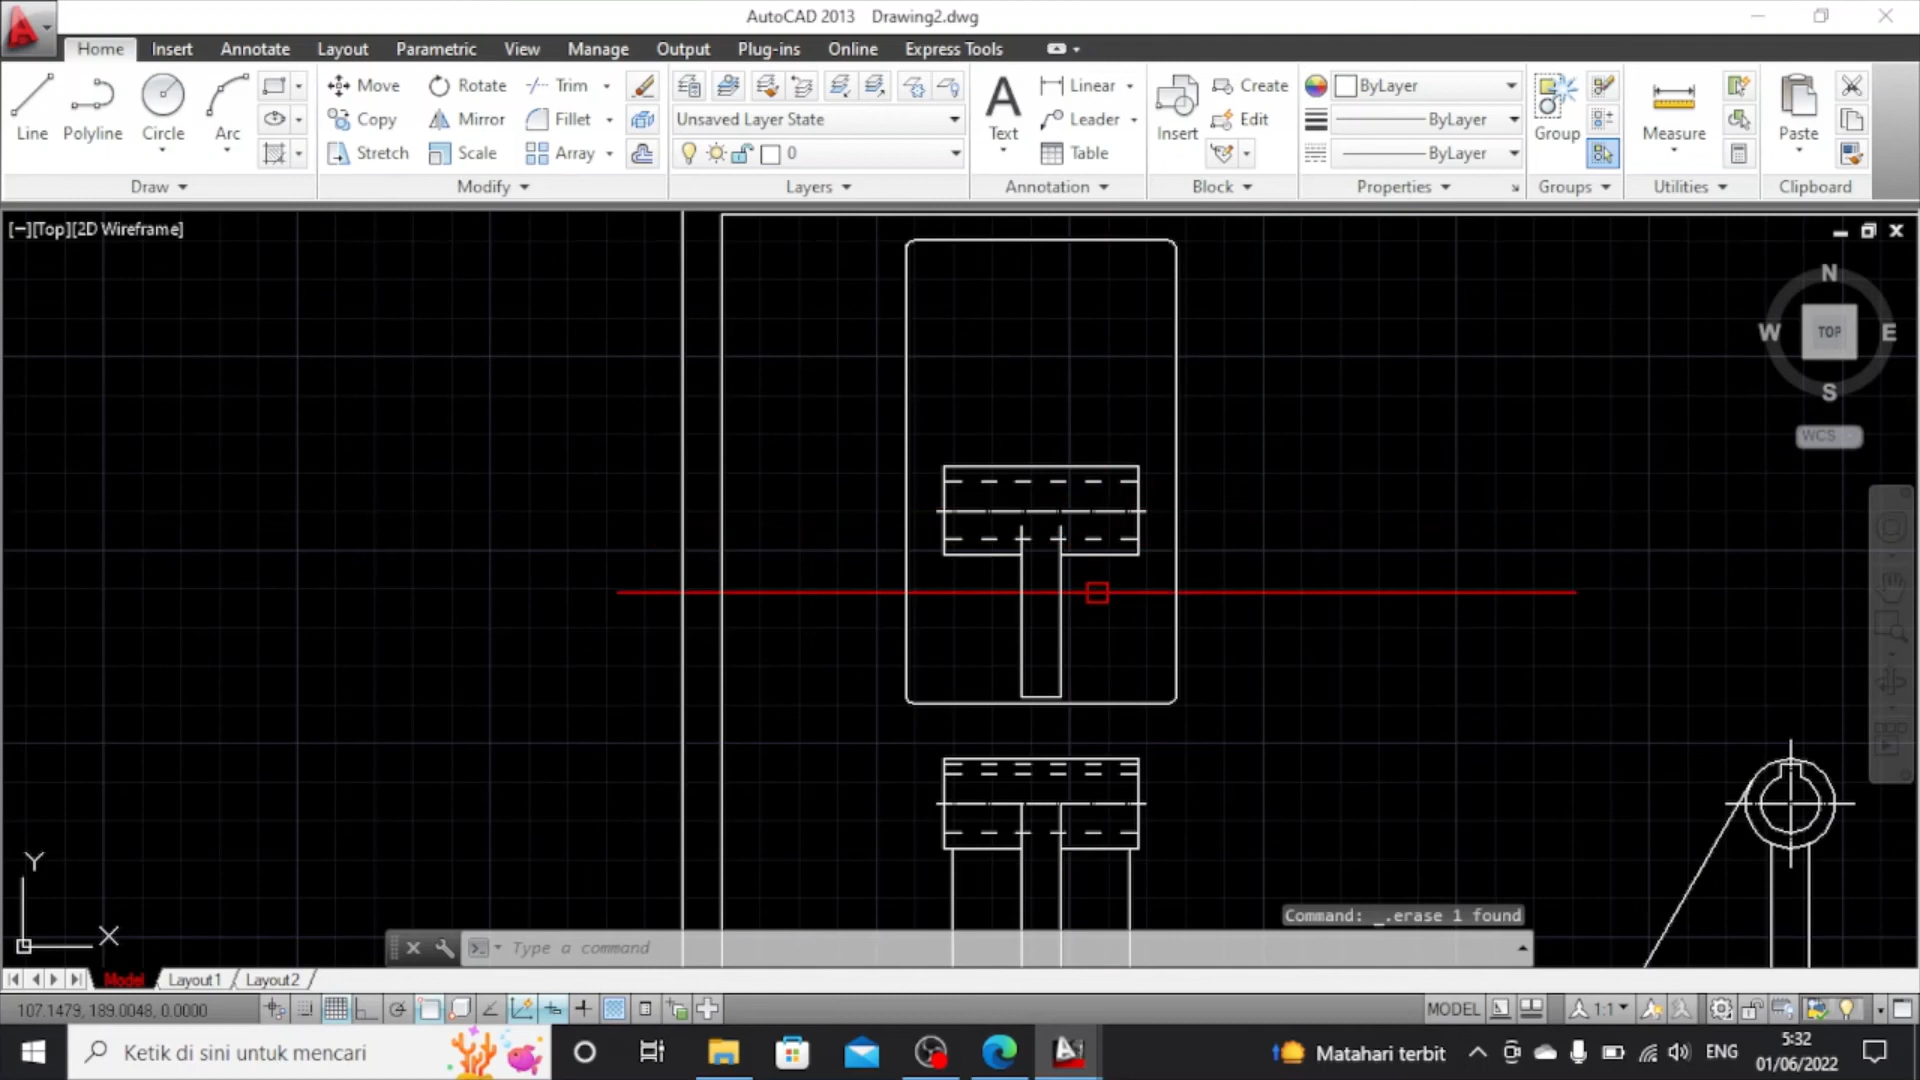 AutoCAD 2013 Drawing2.dwg
Home Insert Annotate Layout Parametric View Manage Output Plug-ins Online Express Tools
Line Polyline Circle Arc
Move Rotate Trim
Copy Mirror Fillet
Stretch Scale Array
Unsaved Layer State
0
Text Linear
Leader
Table
Insert Create
Edit
ByLayer
ByLayer
ByLayer
Group Measure Paste
Draw Modify Layers Annotation Block Properties Groups Utilities Clipboard
[−][Top][2D Wireframe]
N
W TOP E
S
WCS
Y
X
Command: _.erase 1 found
Type a command
Model Layout1 Layout2
107.1479, 189.0048, 0.0000
MODEL 1:1
Ketik di sini untuk mencari
Matahari terbit ENG
5:32
01/06/2022